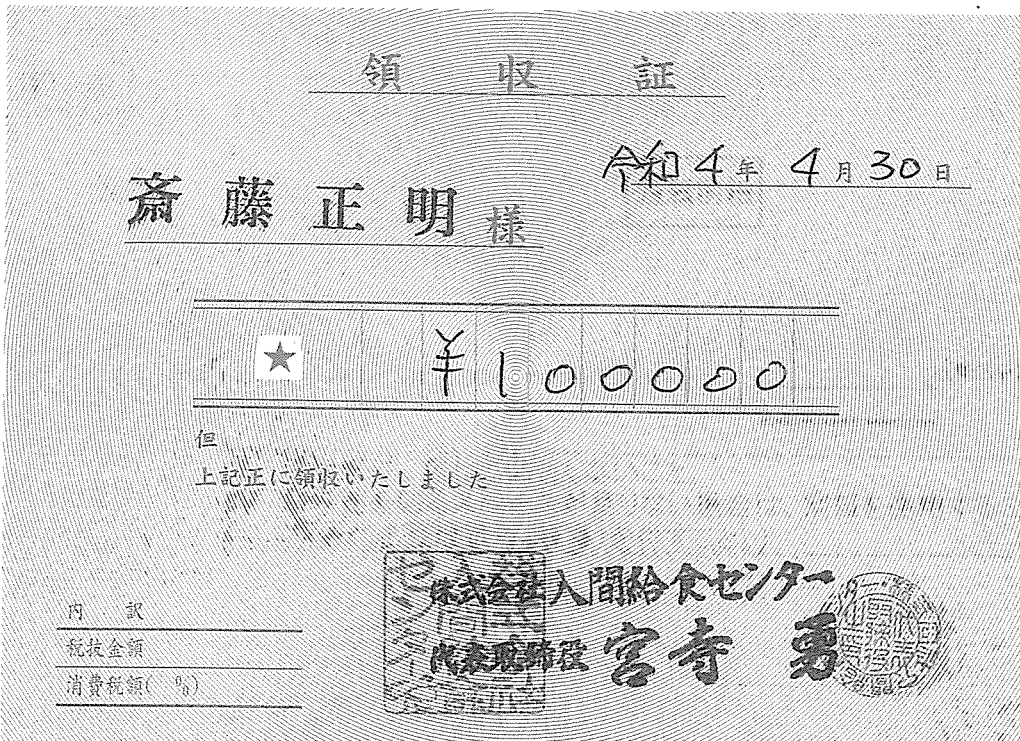 領収証
令和4年4月30日
斎藤正明様
★ ¥100000
但
上記正に領収いたしました
株式会社入間給食センター
代表取締役 宮寺 勇
内訳
税抜金額
消費税額( %)